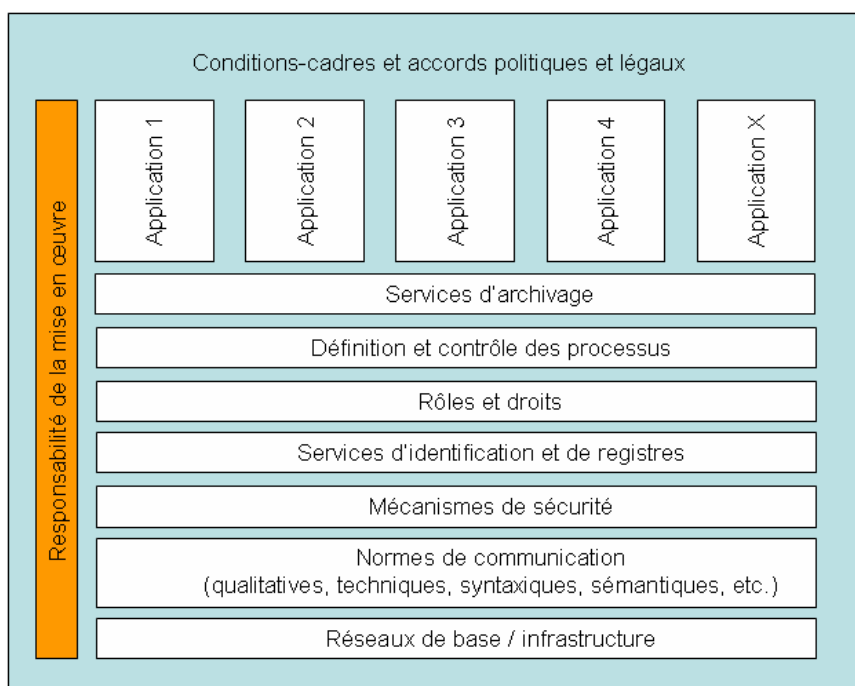 Conditions-cadres et accords politiques et légaux
Responsabilité de la mise en œuvre
Application 1
Application 2
Application 3
Application 4
Application X
Services d'archivage
Définition et contrôle des processus
Rôles et droits
Services d'identification et de registres
Mécanismes de sécurité
Normes de communication
(qualitatives, techniques, syntaxiques, sémantiques, etc.)
Réseaux de base / infrastructure